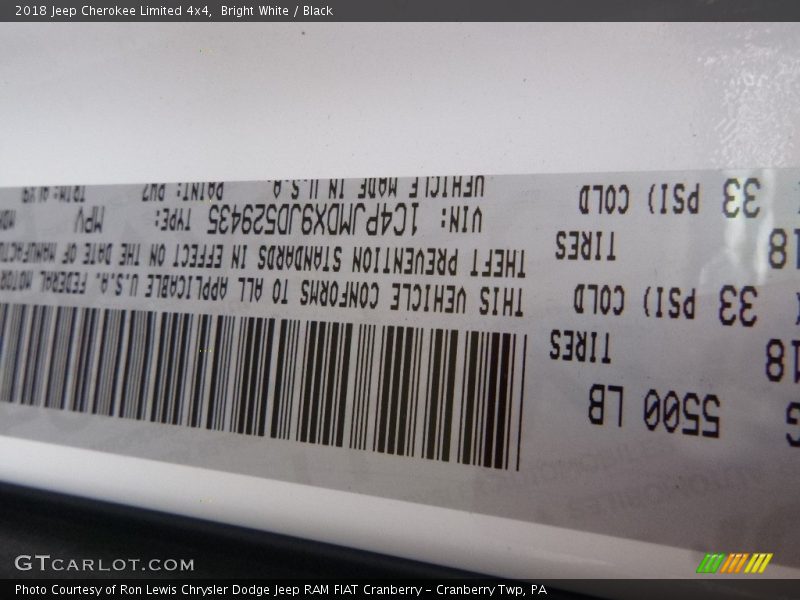 2018 Jeep Cherokee Limited 4x4, Bright White / Black
5500 LB
18 TIRES
33 PSI) COLD
18 TIRES
33 PSI) COLD
THIS VEHICLE CONFORMS TO ALL APPLICABLE U.S.A. FEDERAL MOTOR
THEFT PREVENTION STANDARDS IN EFFECT ON THE DATE OF
VIN: 1C4PJMDX9JD529435 TYPE: MPV
VEHICLE MADE IN U.S.A. PAINT: PW7 TRIM:
GTCARLOT.COM
Photo Courtesy of Ron Lewis Chrysler Dodge Jeep RAM FIAT Cranberry – Cranberry Twp, PA